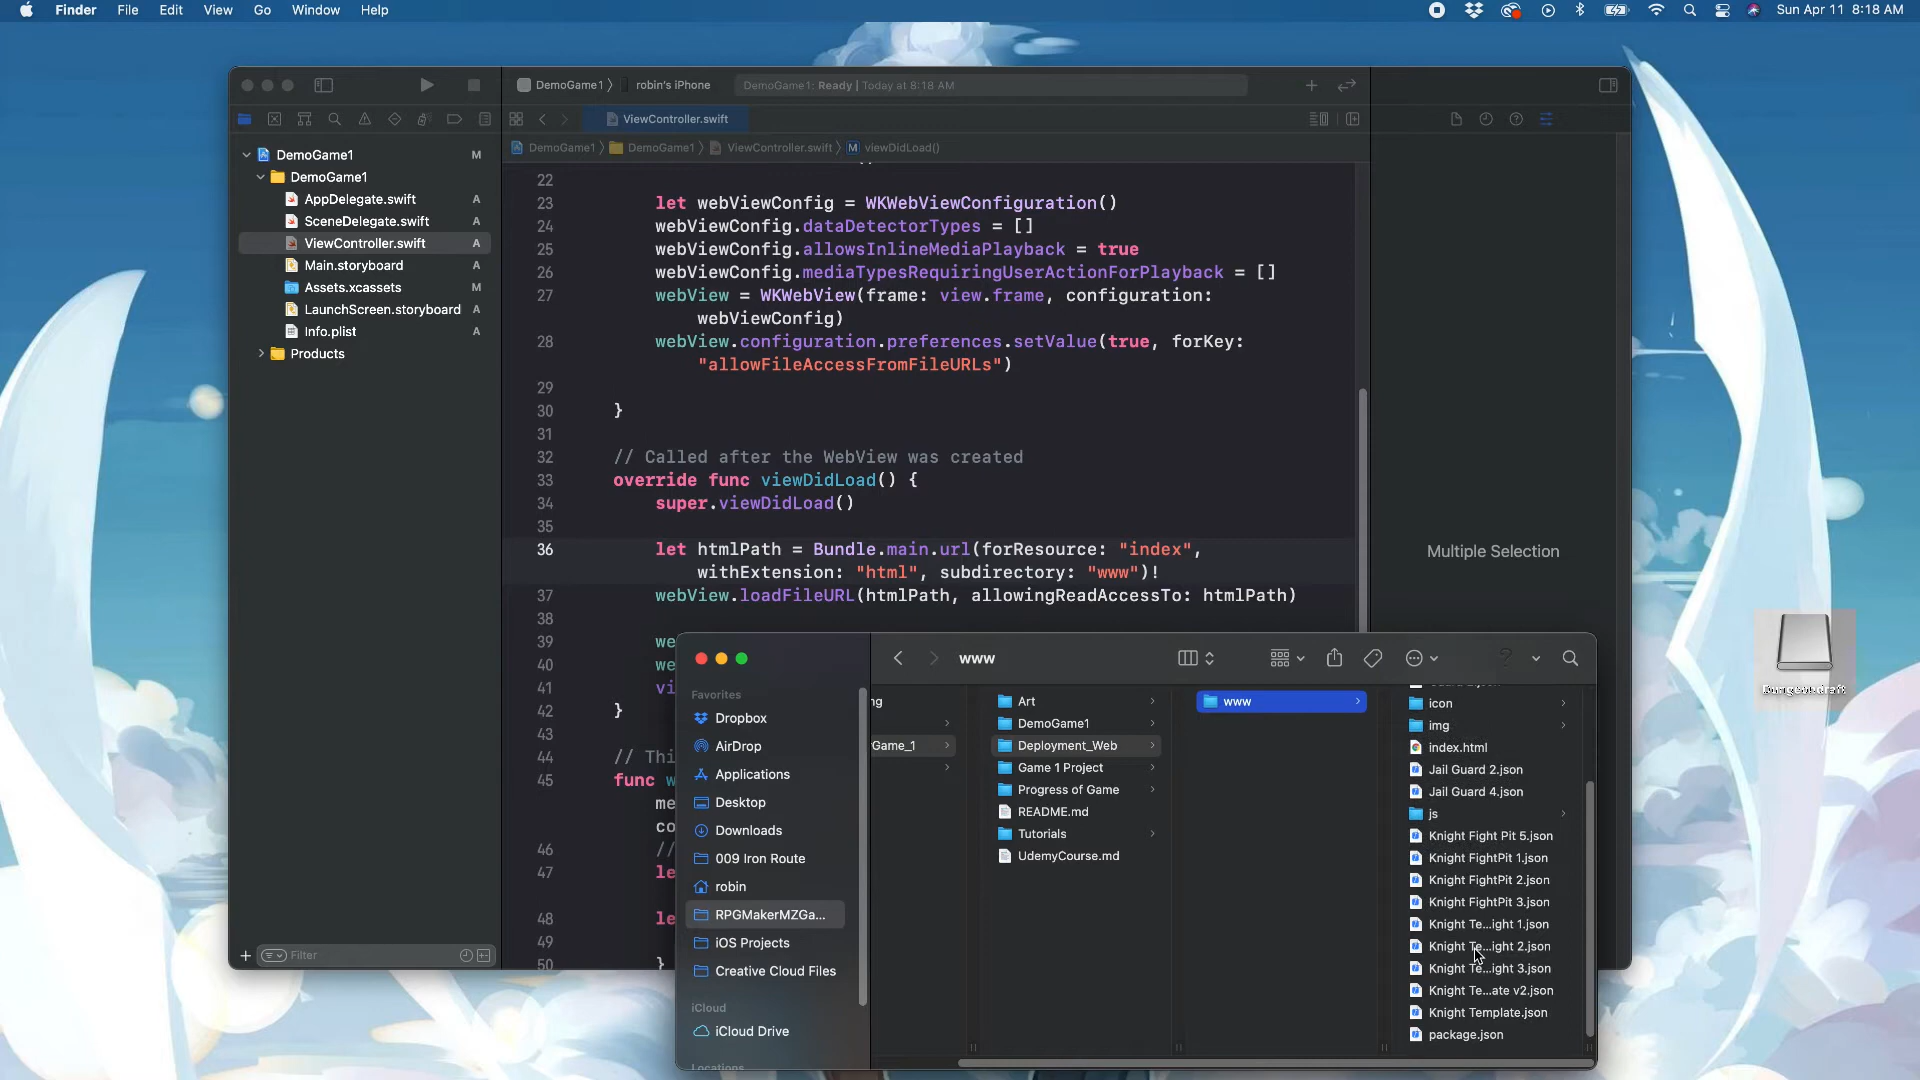 Finder File Edit View Go Window Help
Sun Apr 11 8:18 AM
DemoGame1 robin's iPhone
DemoGame1: Ready | Today at 8:18 AM
ViewController.swift
DemoGame1 DemoGame1 ViewController.swift M viewDidLoad()
DemoGame1 M
DemoGame1
AppDelegate.swift A
SceneDelegate.swift A
ViewController.swift A
Main.storyboard A
Assets.xcassets M
LaunchScreen.storyboard A
Info.plist A
Products
Filter
22
23 let webViewConfig = WKWebViewConfiguration()
24 webViewConfig.dataDetectorTypes = []
25 webViewConfig.allowsInlineMediaPlayback = true
26 webViewConfig.mediaTypesRequiringUserActionForPlayback = []
27 webView = WKWebView(frame: view.frame, configuration:
webViewConfig)
28 webView.configuration.preferences.setValue(true, forKey:
"allowFileAccessFromFileURLs")
29
30 }
31
32 // Called after the WebView was created
33 override func viewDidLoad() {
34 super.viewDidLoad()
35
36 let htmlPath = Bundle.main.url(forResource: "index",
withExtension: "html", subdirectory: "www")!
37 webView.loadFileURL(htmlPath, allowingReadAccessTo: htmlPath)
38
39 we
40 we
41 vi
42 }
43
44 // Thi
45 func w
me
co
46 //
47 le
48 le
49
50 }
Multiple Selection
www
Favorites
Dropbox
AirDrop
Applications
Desktop
Downloads
009 Iron Route
robin
RPGMakerMZGa...
iOS Projects
Creative Cloud Files
iCloud
iCloud Drive
Locations
ng
Game_1
Art
DemoGame1
Deployment_Web
Game 1 Project
Progress of Game
README.md
Tutorials
UdemyCourse.md
www
icon
img
index.html
Jail Guard 2.json
Jail Guard 4.json
js
Knight Fight Pit 5.json
Knight FightPit 1.json
Knight FightPit 2.json
Knight FightPit 3.json
Knight Te...ight 1.json
Knight Te...ight 2.json
Knight Te...ight 3.json
Knight Te...ate v2.json
Knight Template.json
package.json
Dungeondraft